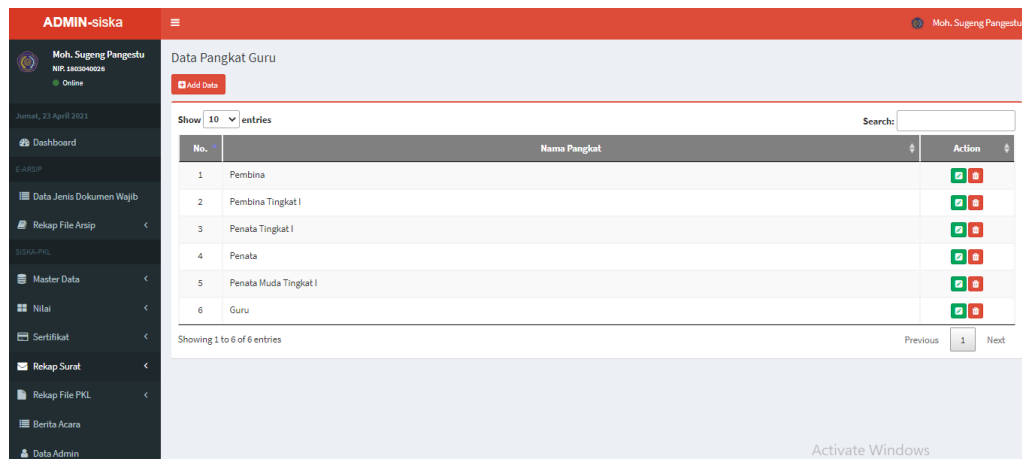 ADMIN-siska
Moh. Sugeng Pangestu
Moh. Sugeng Pangestu
NIP. 1803040026
Online
Jumat, 23 April 2021
Dashboard
E-ARSIP
Data Jenis Dokumen Wajib
Rekap File Arsip
SISKA-PKL
Master Data
Nilai
Sertifikat
Rekap Surat
Rekap File PKL
Berita Acara
Data Admin
Data Pangkat Guru
Add Data
Show 10 entries
Search:
No. Nama Pangkat Action
1 Pembina
2 Pembina Tingkat I
3 Penata Tingkat I
4 Penata
5 Penata Muda Tingkat I
6 Guru
Showing 1 to 6 of 6 entries
Previous 1 Next
Activate Windows